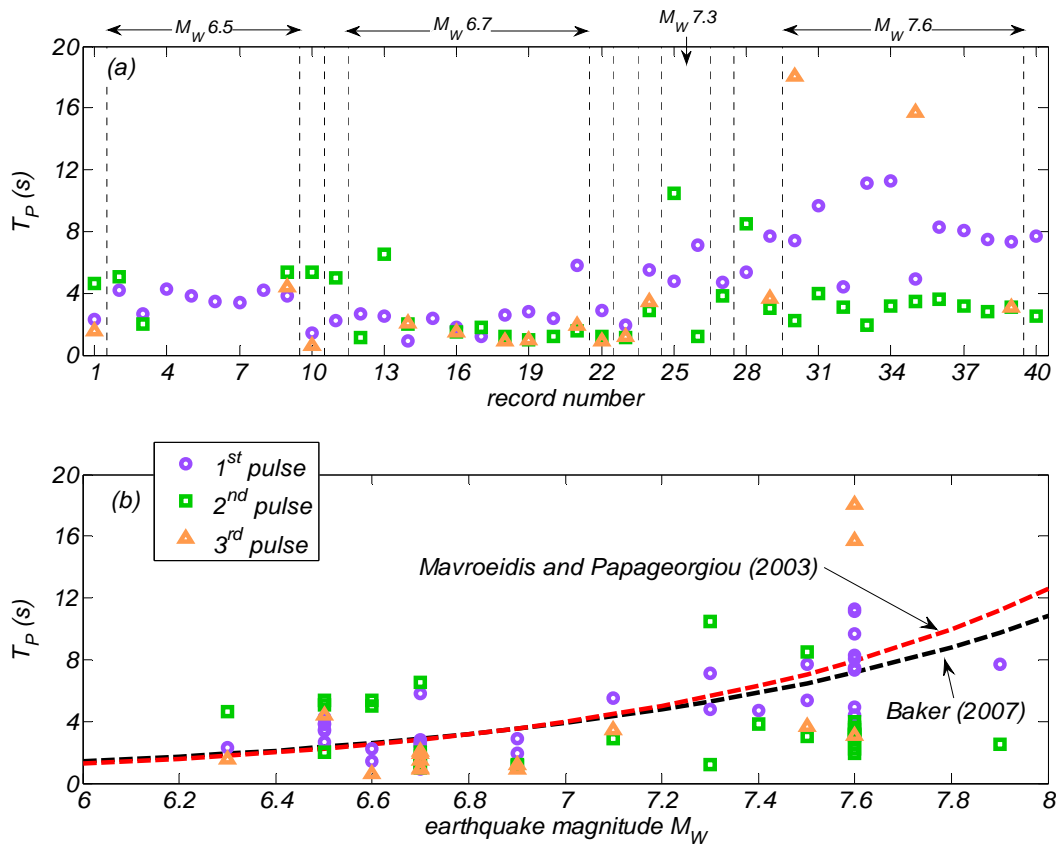 M_W 6.5 M_W 6.7 M_W 7.3 M_W 7.6
(a)
20
16
12
8
4
0
T_P (s)
1 4 7 10 13 16 19 22 25 28 31 34 37 40
record number
(b)
1st pulse
2nd pulse
3rd pulse
20
16
12
8
4
0
T_P (s)
Mavroeidis and Papageorgiou (2003)
Baker (2007)
6 6.2 6.4 6.6 6.8 7 7.2 7.4 7.6 7.8 8
earthquake magnitude M_W